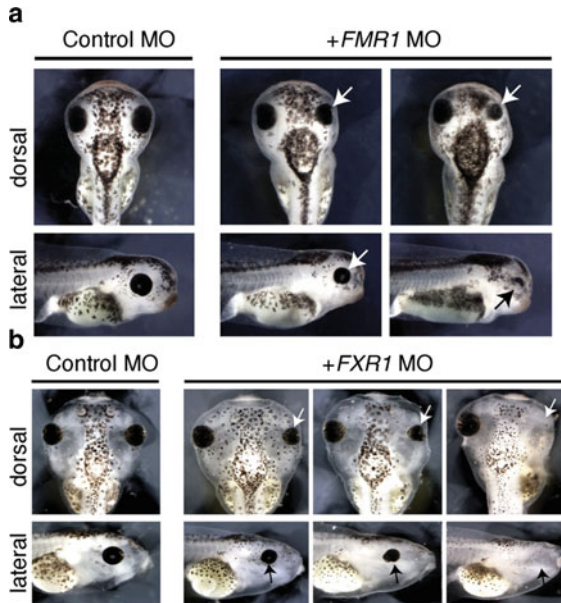 a
Control MO +FMR1 MO
dorsal
lateral
b
Control MO +FXR1 MO
dorsal
lateral